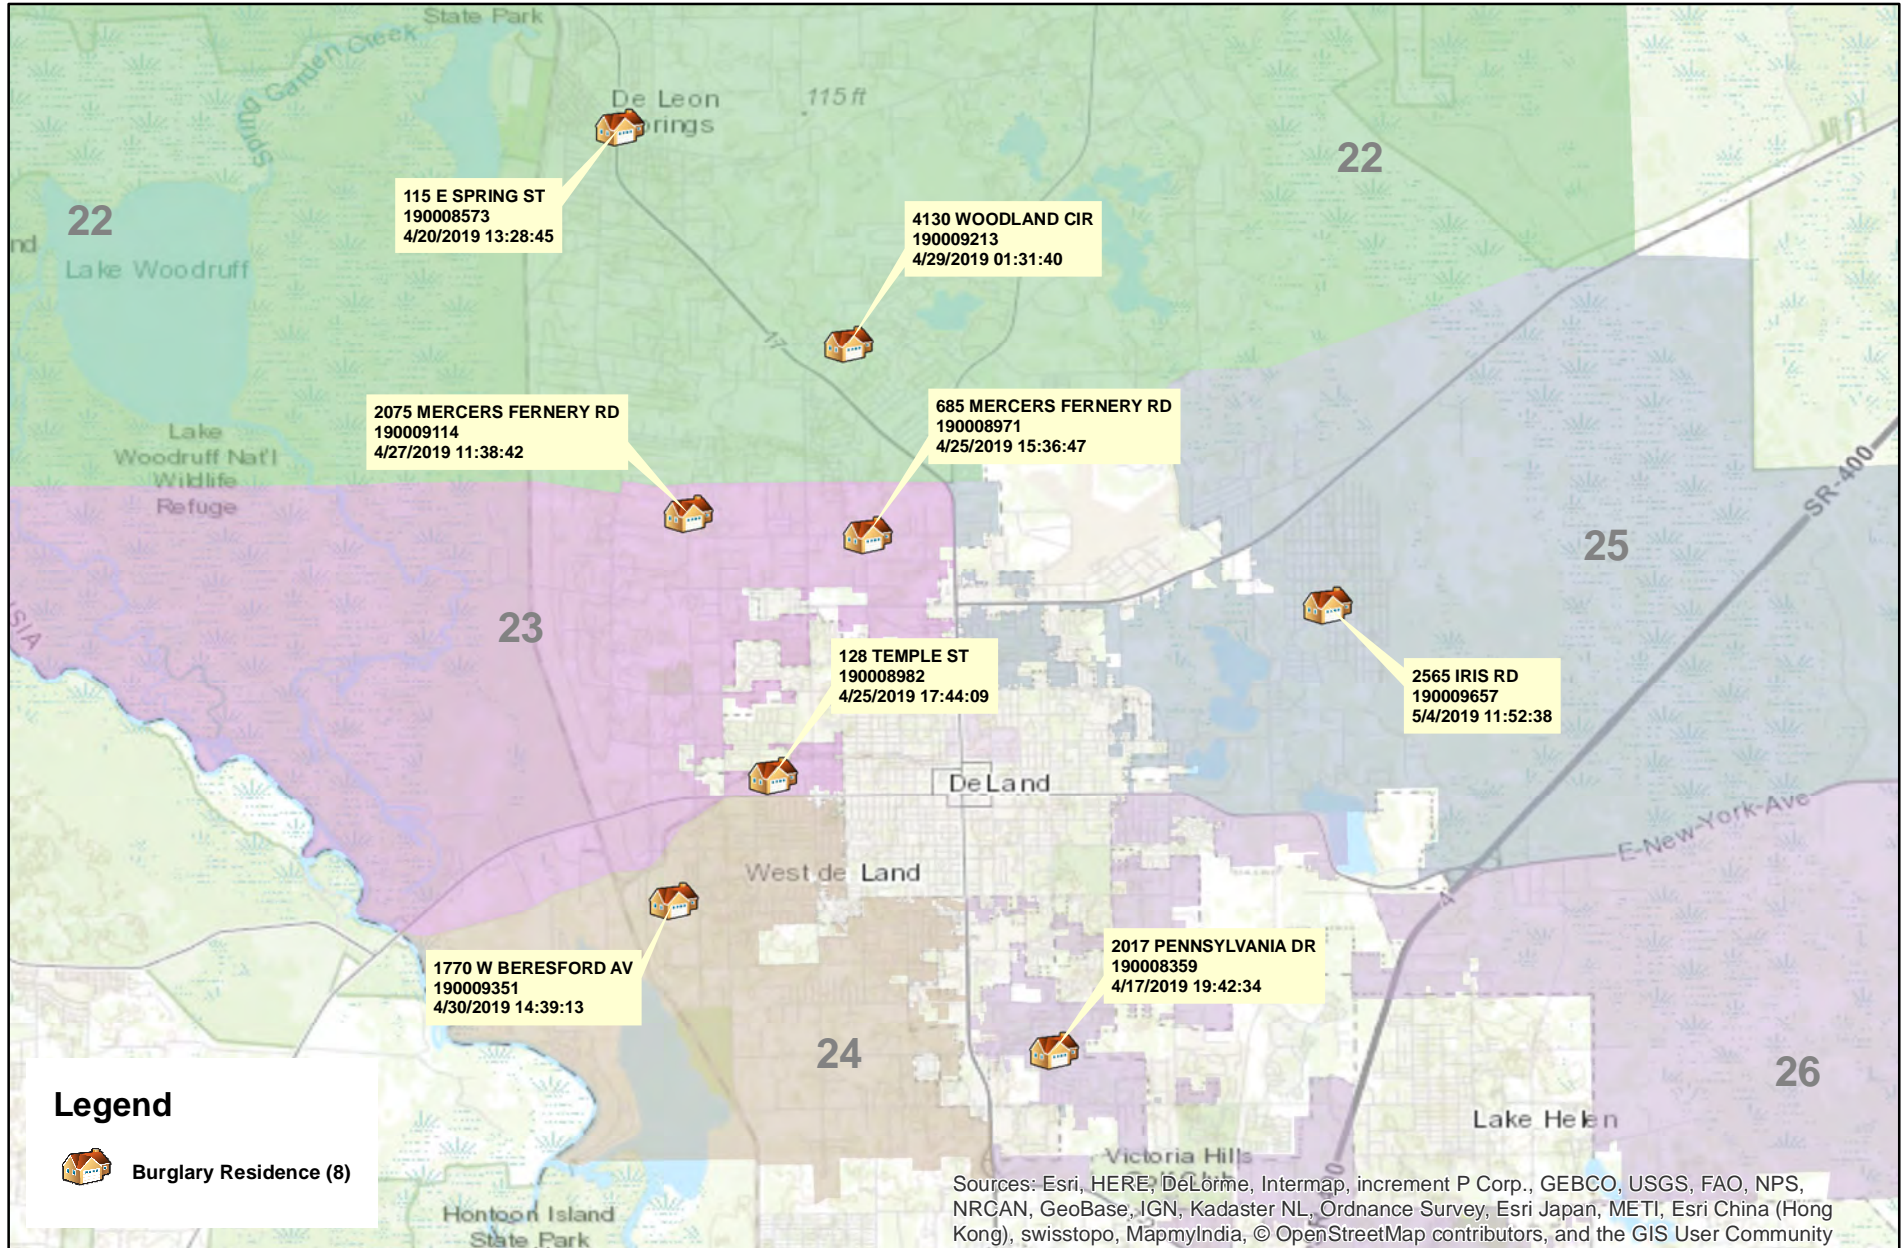 State Park
Spring Garden Creek
De Leon
prings
115 ft
22
22
nd
Lake Woodruff
115 E SPRING ST
190008573
4/20/2019 13:28:45
4130 WOODLAND CIR
190009213
4/29/2019 01:31:40
17
2075 MERCERS FERNERY RD
190009114
4/27/2019 11:38:42
685 MERCERS FERNERY RD
190008971
4/25/2019 15:36:47
Lake
Woodruff Nat'l
Wildlife
Refuge
SR-400
25
23
128 TEMPLE ST
190008982
4/25/2019 17:44:09
2565 IRIS RD
190009657
5/4/2019 11:52:38
DeLand
E-New-York-Ave
West de Land
4
1770 W BERESFORD AV
190009351
4/30/2019 14:39:13
2017 PENNSYLVANIA DR
190008359
4/17/2019 19:42:34
24
26
Lake Helen
Legend
Burglary Residence (8)
Victoria Hills
Hontoon Island
State Park
Sources: Esri, HERE, DeLorme, Intermap, increment P Corp., GEBCO, USGS, FAO, NPS,
NRCAN, GeoBase, IGN, Kadaster NL, Ordnance Survey, Esri Japan, METI, Esri China (Hong
Kong), swisstopo, MapmyIndia, © OpenStreetMap contributors, and the GIS User Community